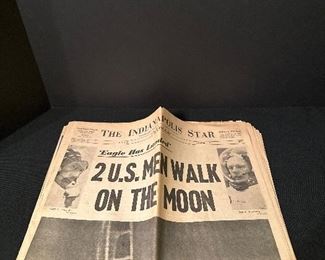 THE INDIANAPOLIS STAR
'Eagle Has Landed'
2 U.S. MEN WALK
ON THE MOON